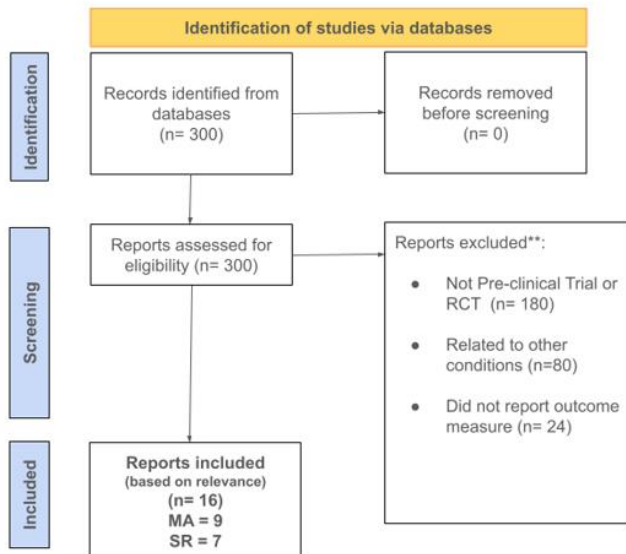 Identification of studies via databases
Identification
Records identified from
databases
(n= 300)
Records removed
before screening
(n= 0)
Screening
Reports assessed for
eligibility (n= 300)
Reports excluded**:
● Not Pre-clinical Trial or
RCT (n= 180)
● Related to other
conditions (n=80)
● Did not report outcome
measure (n= 24)
Included
Reports included
(based on relevance)
(n= 16)
MA = 9
SR = 7